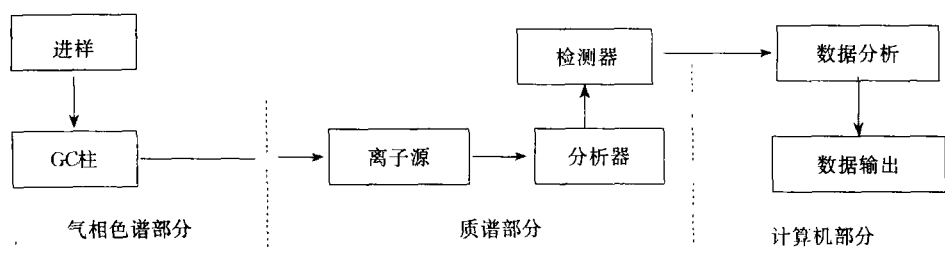 进样
GC柱
气相色谱部分
离子源
检测器
分析器
质谱部分
数据分析
数据输出
计算机部分